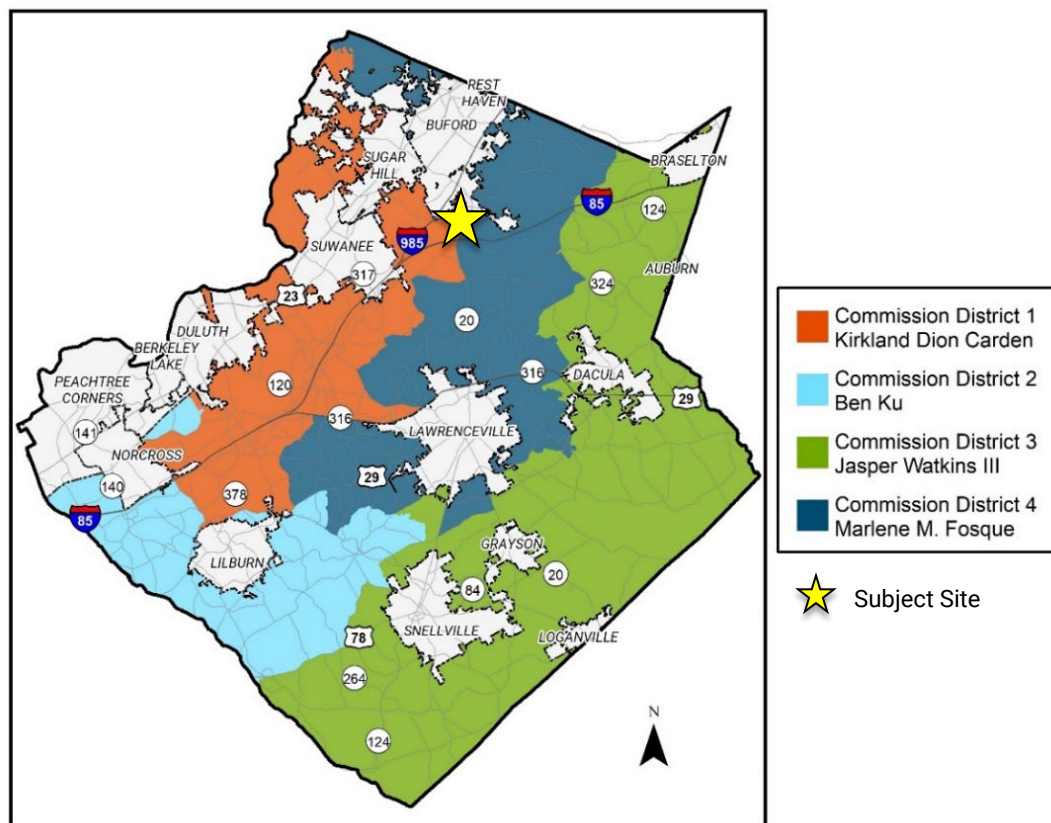 REST
HAVEN
BUFORD
SUGAR
HILL
BRASELTON
85
124
SUWANEE
985
317
AUBURN
324
23
20
DULUTH
BERKELEY
LAKE
PEACHTREE
CORNERS
120
316
DACULA
29
141
316
LAWRENCEVILLE
NORCROSS
29
140
378
85
LILBURN
GRAYSON
20
84
SNELLVILLE
78
LOGANVILLE
264
124
N
Commission District 1
Kirkland Dion Carden
Commission District 2
Ben Ku
Commission District 3
Jasper Watkins III
Commission District 4
Marlene M. Fosque
Subject Site